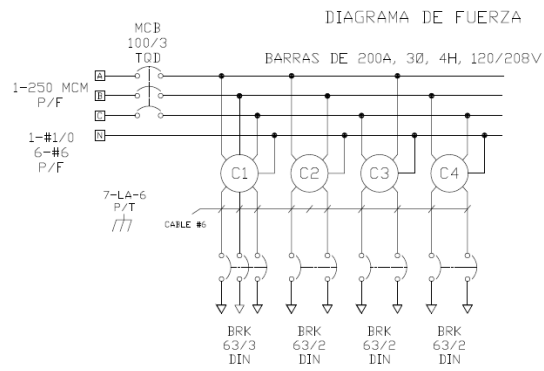 DIAGRAMA DE FUERZA
MCB
100/3
TQD
BARRAS DE 200A, 3Ø, 4H, 120/208V
A
1-250 MCM
P/F
B
C
N
1-#1/0
6-#6
P/F
C1
C2
C3
C4
7-LA-6
P/T
CABLE #6
BRK
63/3
DIN
BRK
63/2
DIN
BRK
63/2
DIN
BRK
63/2
DIN